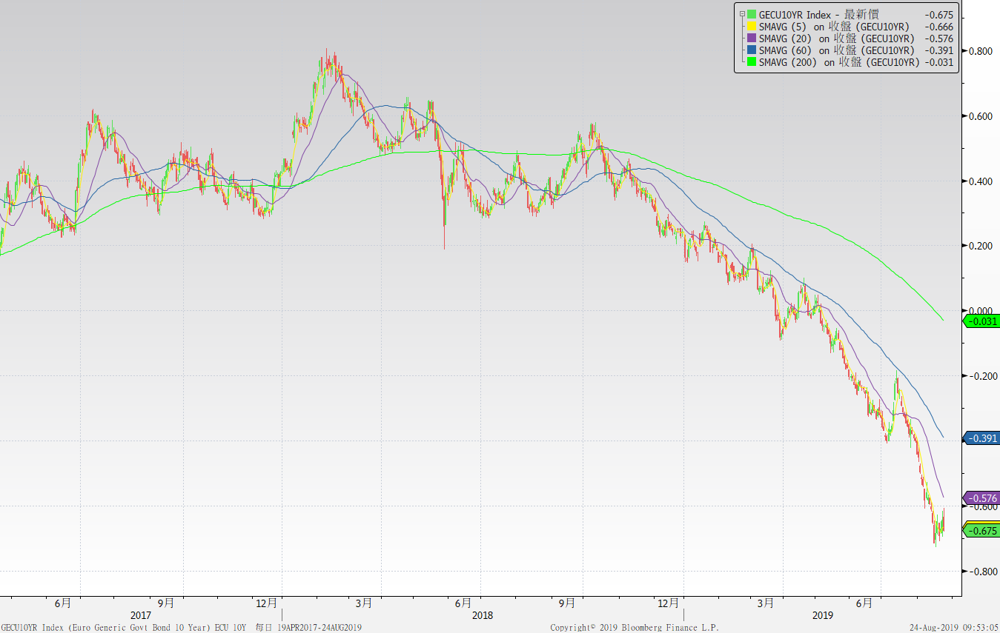 GECU10YR Index - 最新價 -0.675
SMAVG (5) on 收盤 (GECU10YR) -0.666
SMAVG (20) on 收盤 (GECU10YR) -0.576
SMAVG (60) on 收盤 (GECU10YR) -0.391
SMAVG (200) on 收盤 (GECU10YR) -0.031
0.800
0.600
0.400
0.200
0.000
-0.031
-0.200
-0.391
-0.576
-0.600
-0.675
-0.800
6月 9月 12月 3月 6月 9月 12月 3月 6月
2017 2018 2019
GECU10YR Index (Euro Generic Govt Bond 10 Year) ECU 10Y 每日 19APR2017-24AUG2019 Copyright© 2019 Bloomberg Finance L.P. 24-Aug-2019 09:53:05